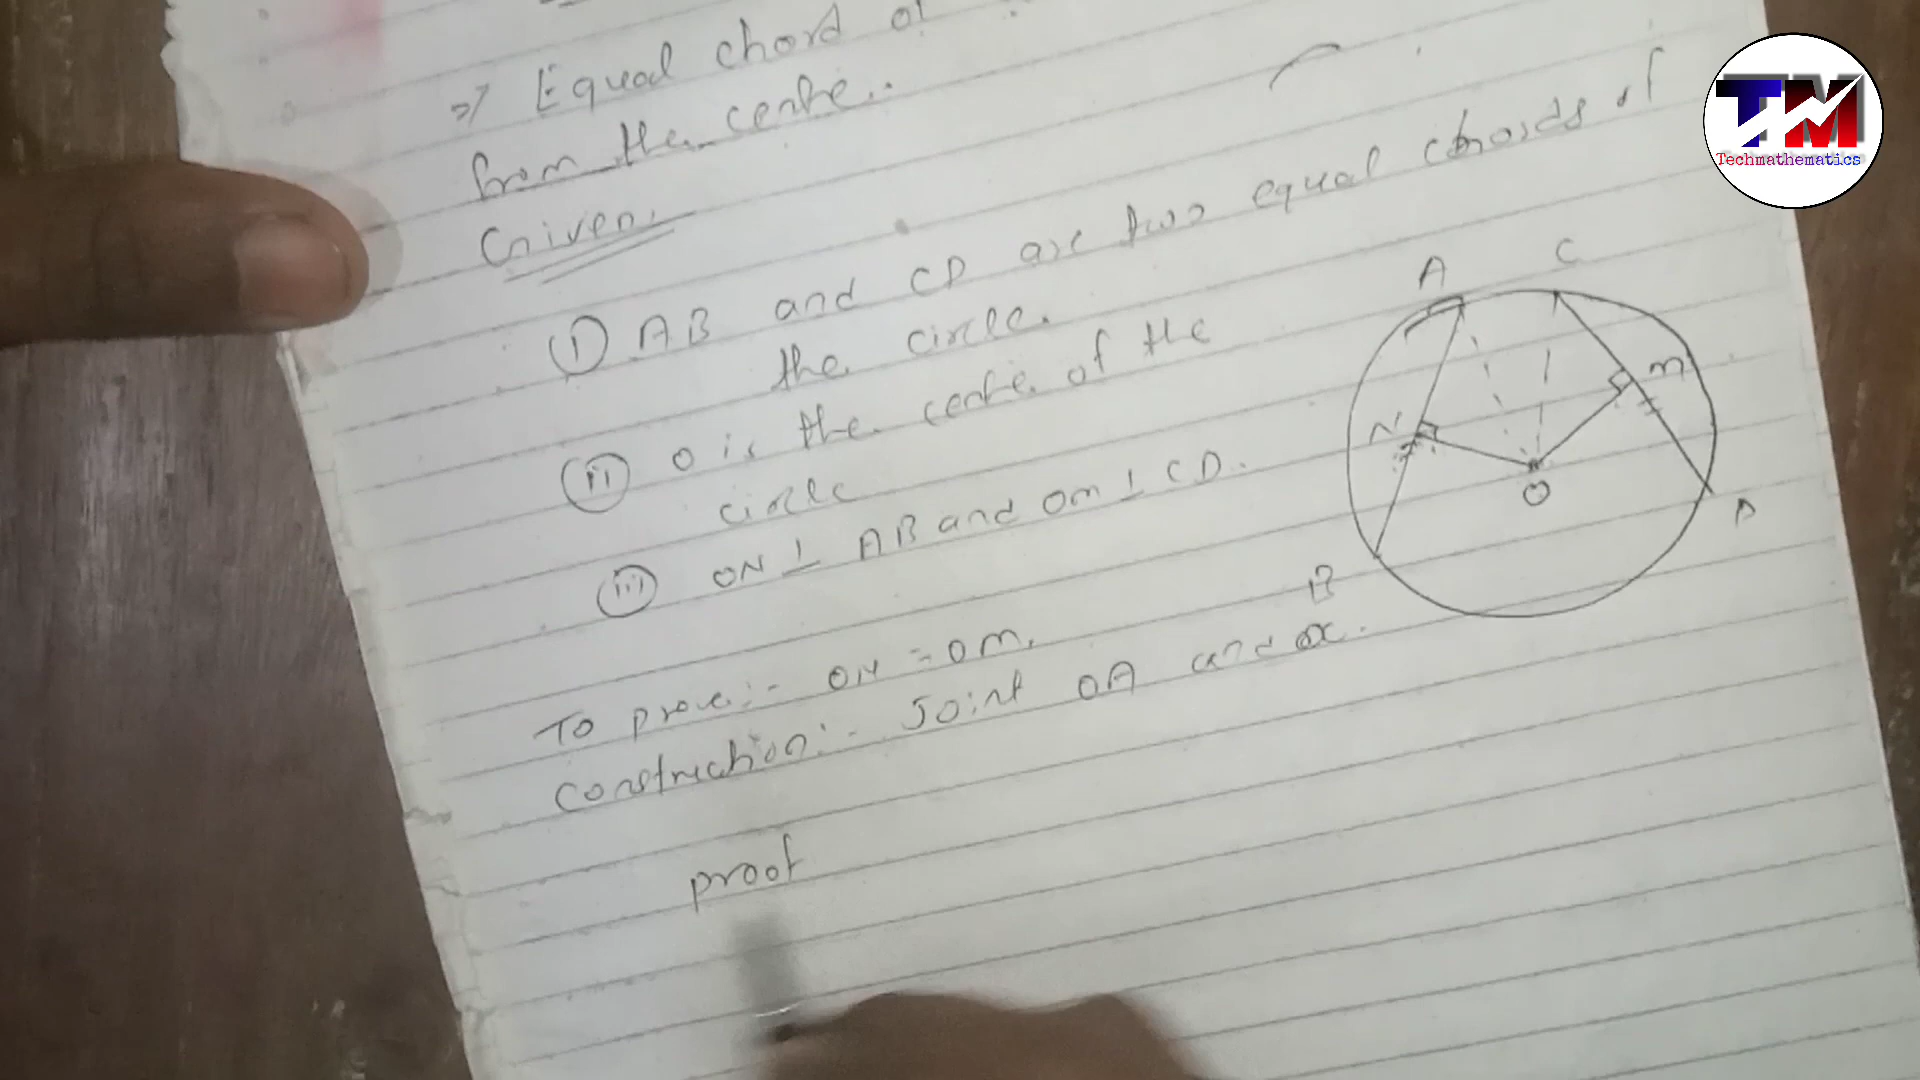 => Equal chord of
from the centre.
Given.
(i) AB and CD are two equal chords of
the circle.
(ii) O is the centre of the
circle
(iii) ON ⊥ AB and Om ⊥ CD.
To prove:- ON = OM.
Construction:- Joint OA and OC.
proof
A
C
N
m
O
D
B
TM
Techmathematics